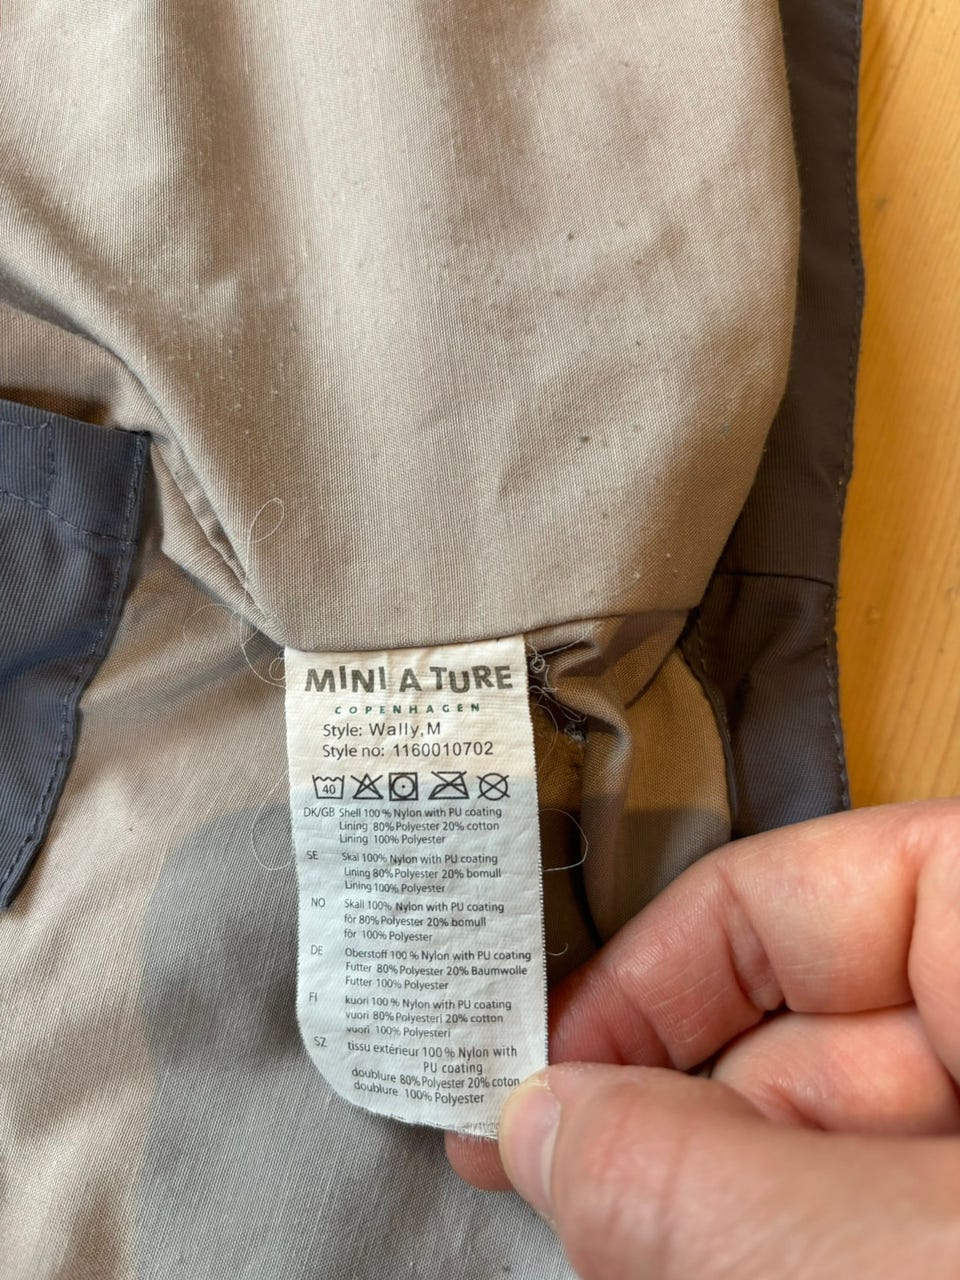 MINI A TURE
COPENHAGEN
Style: Wally,M
Style no: 1160010702
40
DK/GB Shell 100% Nylon with PU coating
Lining 80% Polyester 20% cotton
Lining 100% Polyester
SE Skal 100% Nylon with PU coating
Lining 80% Polyester 20% bomull
Lining 100% Polyester
NO Skall 100% Nylon with PU coating
för 80% Polyester 20% bomull
för 100% Polyester
DE Oberstoff 100% Nylon with PU coating
Futter 80% Polyester 20% Baumwolle
Futter 100% Polyester
FI kuori 100% Nylon with PU coating
vuori 80% Polyesteri 20% cotton
vuori 100% Polyesteri
SZ tissu extérieur 100% Nylon with
PU coating
doublure 80% Polyester 20% coton
doublure 100% Polyester